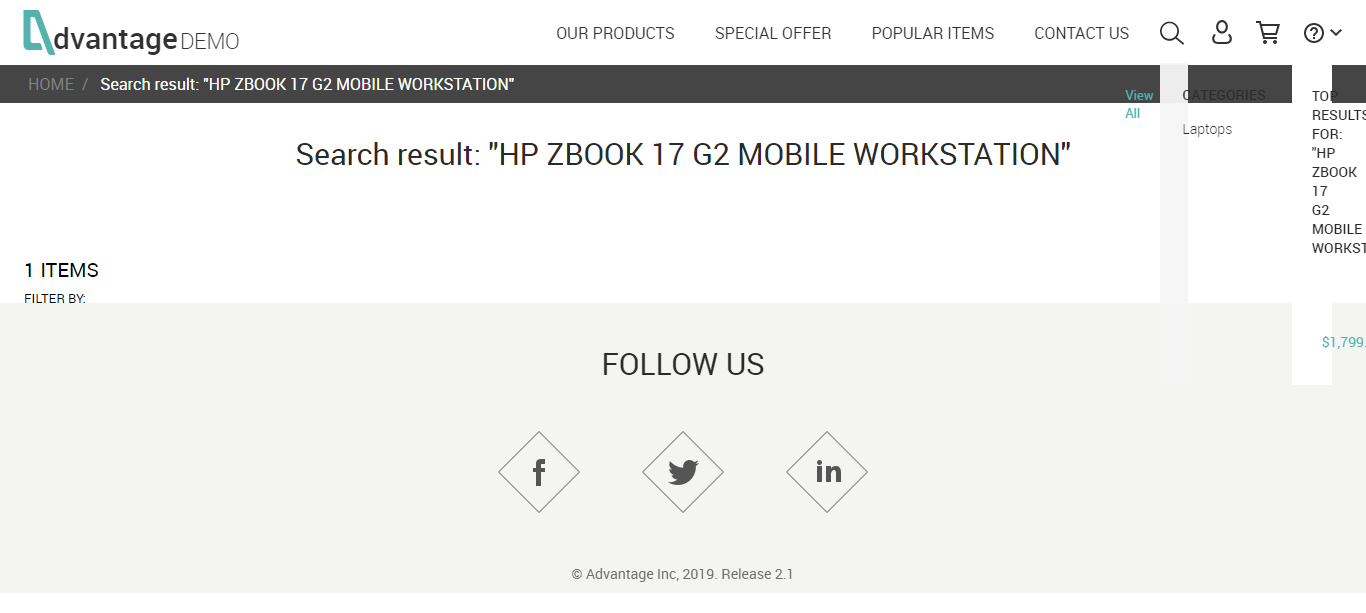 dvantage DEMO
OUR PRODUCTS
SPECIAL OFFER
POPULAR ITEMS
CONTACT US
HOME / Search result: "HP ZBOOK 17 G2 MOBILE WORKSTATION"
View
All
CATEGORIES
Laptops
TOP
RESULTS
FOR:
"HP
ZBOOK
17
G2
MOBILE
WORKST
$1,799.
Search result: "HP ZBOOK 17 G2 MOBILE WORKSTATION"
1 ITEMS
FILTER BY:
FOLLOW US
f
in
© Advantage Inc, 2019. Release 2.1